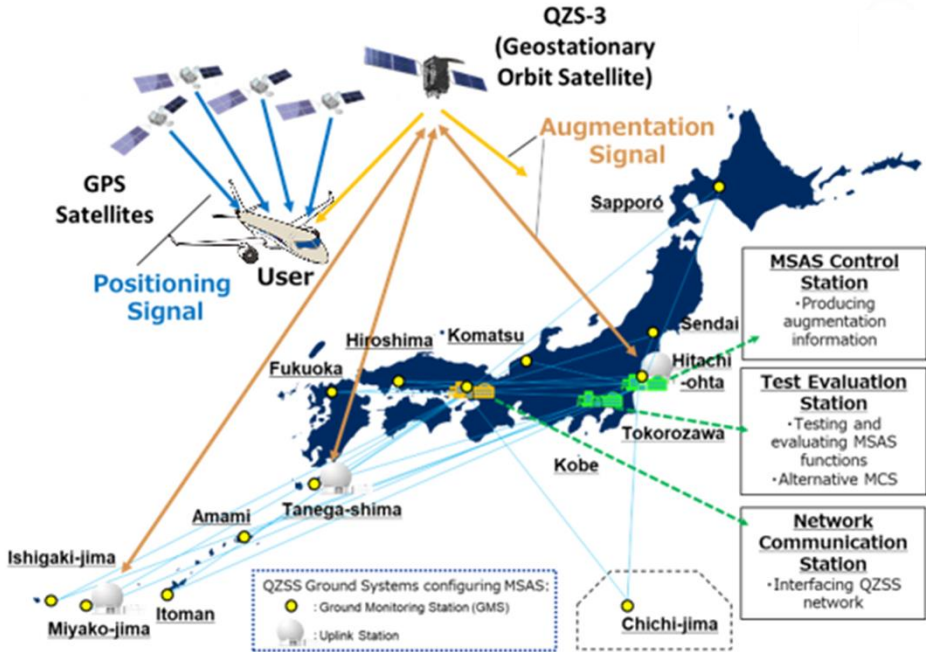 QZS-3
(Geostationary
Orbit Satellite)
Augmentation
Signal
GPS
Satellites
Positioning
Signal
User
Sapporo
MSAS Control
Station
・Producing
augmentation
information
Sendai
Komatsu
Hiroshima
Fukuoka
Hitachi
-ohta
Test Evaluation
Station
・Testing and
evaluating MSAS
functions
・Alternative MCS
Tokorozawa
Kobe
Tanega-shima
Amami
Network
Communication
Station
・Interfacing QZSS
network
Ishigaki-jima
Miyako-jima
Itoman
QZSS Ground Systems configuring MSAS:
: Ground Monitoring Station (GMS)
: Uplink Station
Chichi-jima